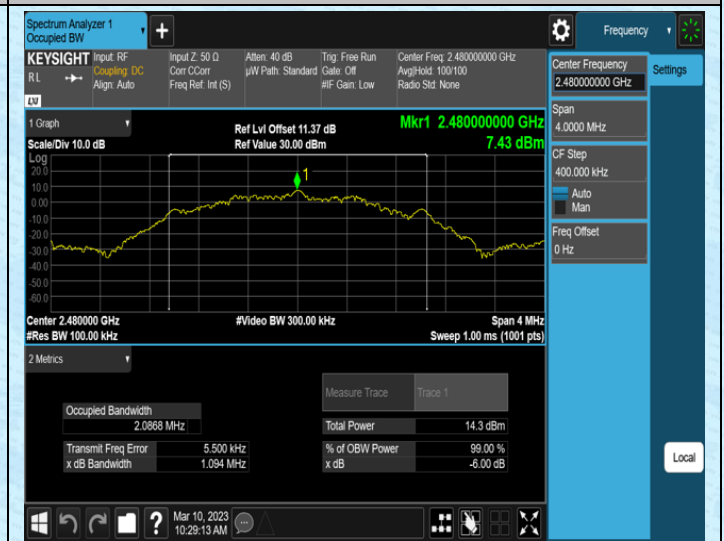 Spectrum Analyzer 1
Occupied BW
+
Frequency
KEYSIGHT
RL
LXI
Input: RF
Coupling: DC
Align: Auto
Input Z: 50 Ω
Corr CCorr
Freq Ref: Int (S)
Atten: 40 dB
µW Path: Standard
Trig: Free Run
Gate: Off
#IF Gain: Low
Center Freq: 2.480000000 GHz
Avg|Hold: 100/100
Radio Std: None
Center Frequency
2.480000000 GHz
Settings
Span
4.0000 MHz
CF Step
400.000 kHz
Auto
Man
Freq Offset
0 Hz
1 Graph
Scale/Div 10.0 dB
Ref Lvl Offset 11.37 dB
Ref Value 30.00 dBm
Mkr1 2.480000000 GHz
7.43 dBm
Log
20.0
10.0
0.00
-10.0
-20.0
-30.0
-40.0
-50.0
-60.0
1
Center 2.480000 GHz
#Res BW 100.00 kHz
#Video BW 300.00 kHz
Span 4 MHz
Sweep 1.00 ms (1001 pts)
2 Metrics
Measure Trace Trace 1
Occupied Bandwidth
2.0868 MHz
Total Power 14.3 dBm
Transmit Freq Error 5.500 kHz
% of OBW Power 99.00 %
x dB Bandwidth 1.094 MHz
x dB -6.00 dB
Local
?
Mar 10, 2023
10:29:13 AM